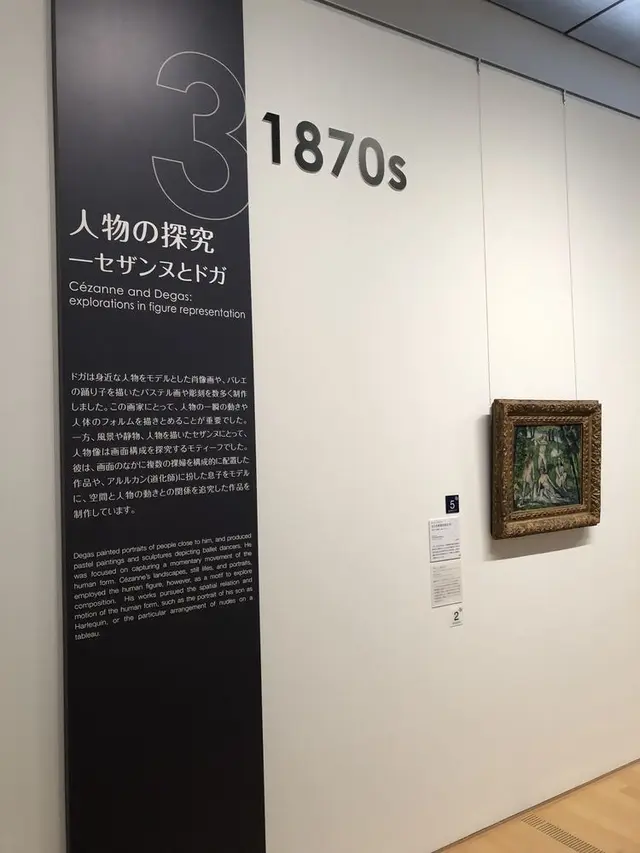 3
1870s
人物の探究
―セザンヌとドガ
Cézanne and Degas:
explorations in figure representation
ドガは身近な人物をモデルとした肖像画や、バレエ
の踊り子を描いたパステル画や彫刻を数多く制作
しました。この画家にとって、人物の一瞬の動きや
人体のフォルムを描きとめることが重要でした。
一方、風景や静物、人物を描いたセザンヌにとって、
人物像は画面構成を探究するモティーフでした。
彼は、画面のなかに複数の裸婦を構成的に配置した
作品や、アルルカン(道化師)に扮した息子をモデル
に、空間と人物の動きとの関係を追究した作品を
制作しています。
Degas painted portraits of people close to him, and produced
pastel paintings and sculptures depicting ballet dancers. He
was focused on capturing a momentary movement of the
human form. Cézanne's landscapes, still lifes, and portraits,
employed the human figure, however, as a motif to explore
composition. His works pursued the spatial relation and
motion of the human form, such as the portrait of his son as
Harlequin, or the particular arrangement of nudes on a
tableau.
5
2